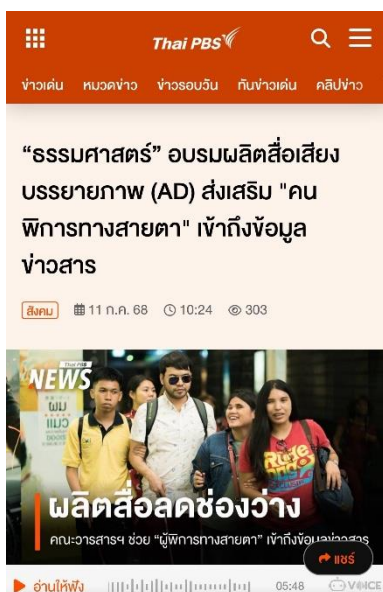 Thai PBS
ข่าวเด่น หมวดข่าว ข่าวรอบวัน ทันข่าวเด่น คลิปข่าว
“ธรรมศาสตร์” อบรมผลิตสื่อเสียง
บรรยายภาพ (AD) ส่งเสริม "คน
พิการทางสายตา" เข้าถึงข้อมูล
ข่าวสาร
สังคม 11 ก.ค. 68 10:24 303
Thai PBS
NEWS
ผม
แมว
ผลิตสื่อลดช่องว่าง
คณะวารสารฯ ช่วย “ผู้พิการทางสายตา” เข้าถึงข้อมูลข่าวสาร
แชร์
อ่านให้ฟัง 05:48 VOICE